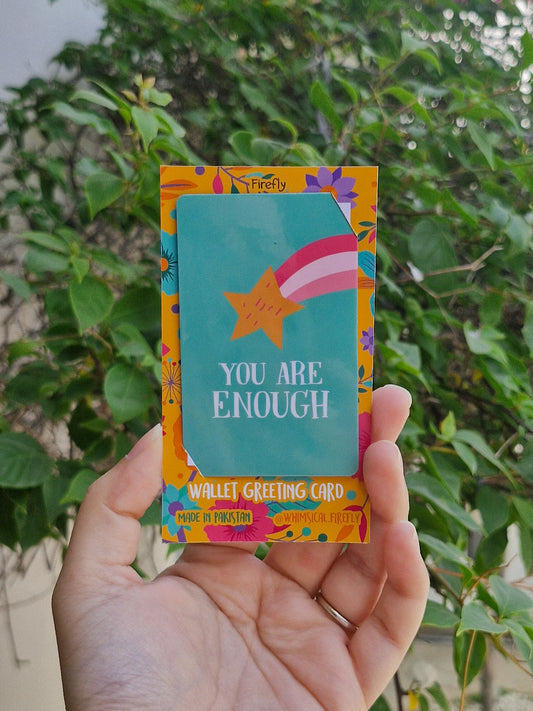 Firefly
YOU ARE
ENOUGH
WALLET GREETING CARD
MADE IN PAKISTAN @WHIMSICAL.FIREFLY